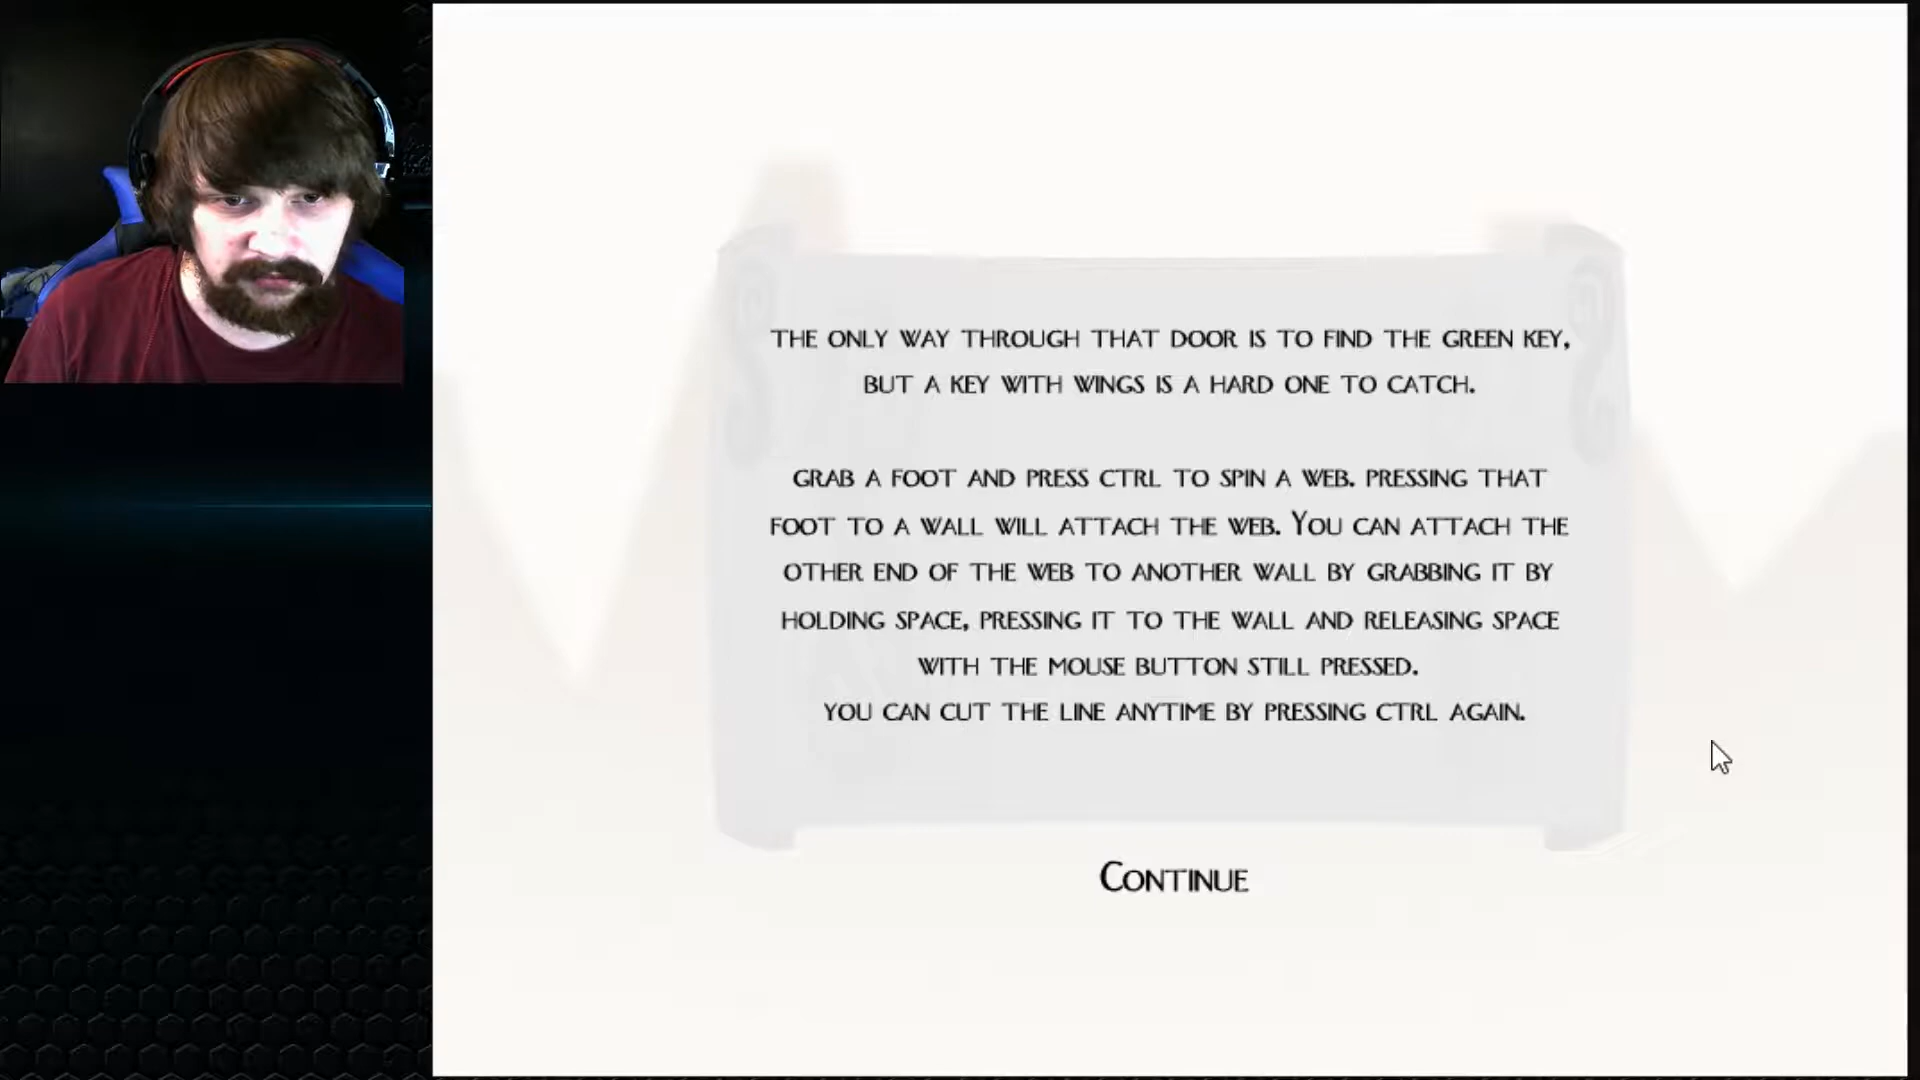 THE ONLY WAY THROUGH THAT DOOR IS TO FIND THE GREEN KEY,
BUT A KEY WITH WINGS IS A HARD ONE TO CATCH.
GRAB A FOOT AND PRESS CTRL TO SPIN A WEB. PRESSING THAT
FOOT TO A WALL WILL ATTACH THE WEB. YOU CAN ATTACH THE
OTHER END OF THE WEB TO ANOTHER WALL BY GRABBING IT BY
HOLDING SPACE, PRESSING IT TO THE WALL AND RELEASING SPACE
WITH THE MOUSE BUTTON STILL PRESSED.
YOU CAN CUT THE LINE ANYTIME BY PRESSING CTRL AGAIN.
CONTINUE